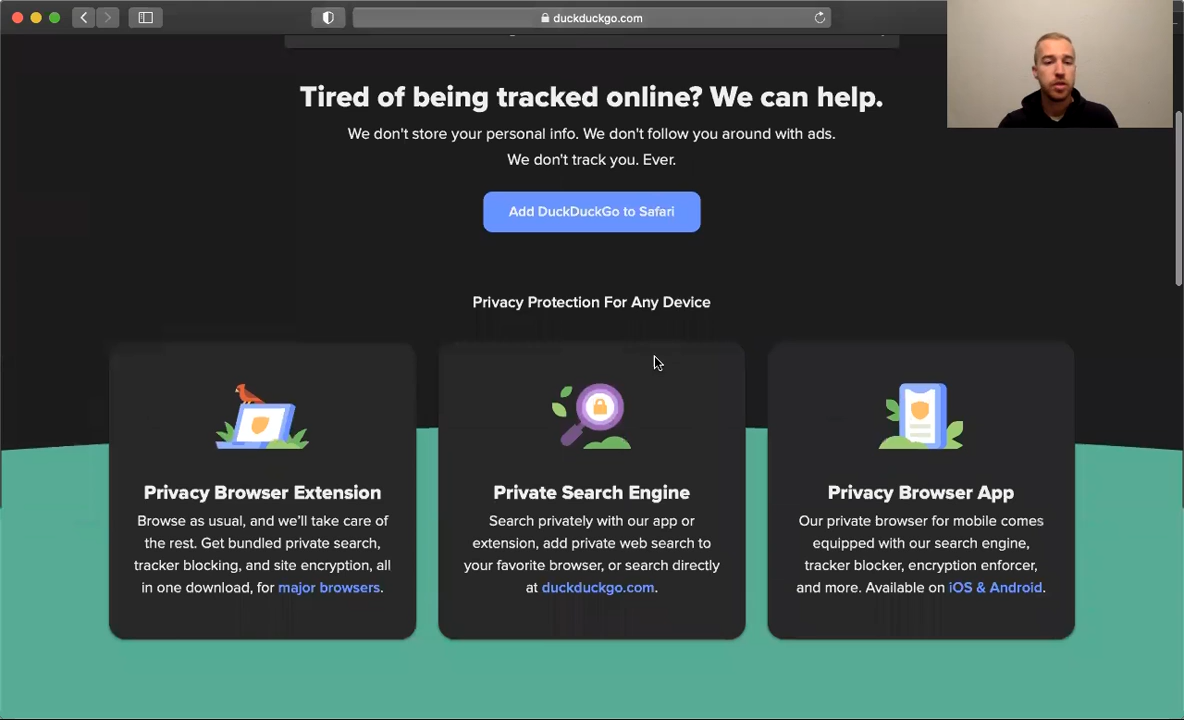 duckduckgo.com
Tired of being tracked online? We can help.
We don't store your personal info. We don't follow you around with ads.
We don't track you. Ever.
Add DuckDuckGo to Safari
Privacy Protection For Any Device
Privacy Browser Extension
Browse as usual, and we'll take care of
the rest. Get bundled private search,
tracker blocking, and site encryption, all
in one download, for major browsers.
Private Search Engine
Search privately with our app or
extension, add private web search to
your favorite browser, or search directly
at duckduckgo.com.
Privacy Browser App
Our private browser for mobile comes
equipped with our search engine,
tracker blocker, encryption enforcer,
and more. Available on iOS & Android.